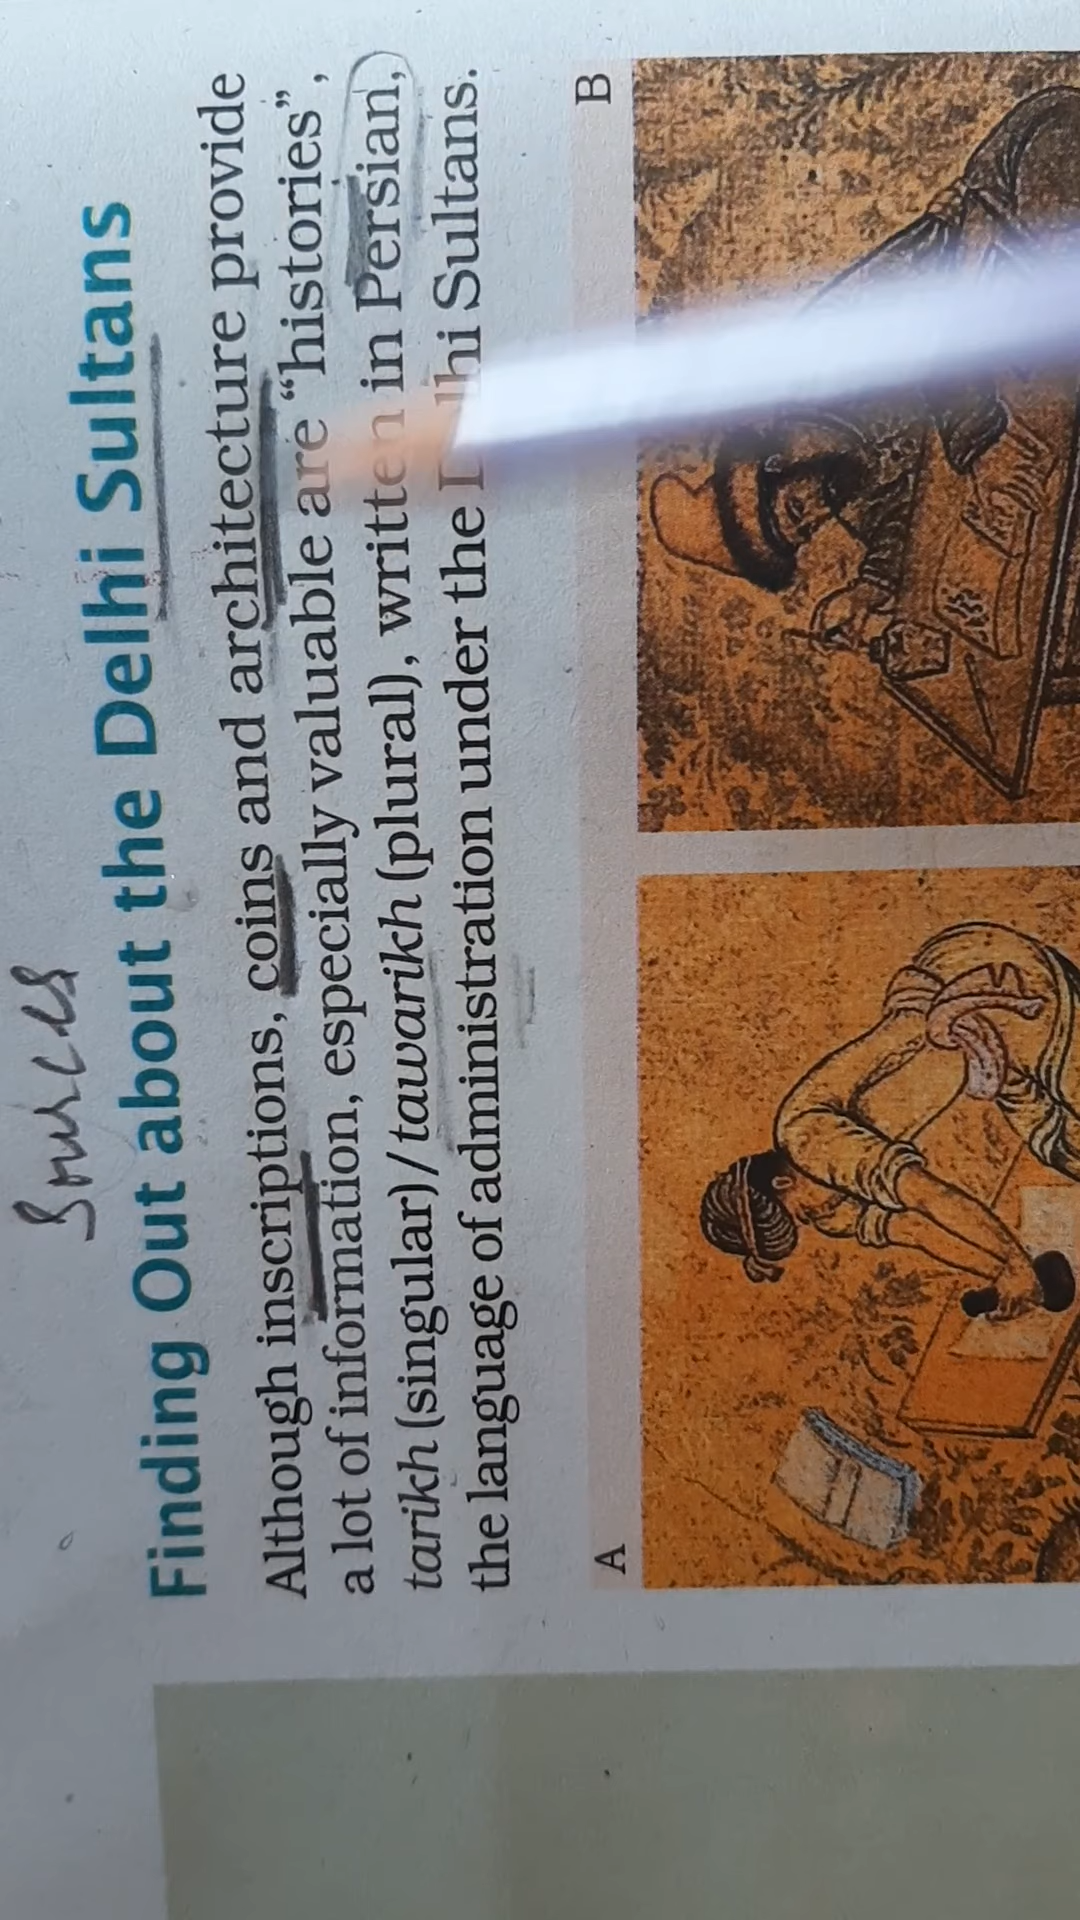 Sources
Finding Out about the Delhi Sultans
Although inscriptions, coins and architecture provide
a lot of information, especially valuable are “histories”,
tarikh (singular) / tawarikh (plural), written in Persian,
the language of administration under the Delhi Sultans.
A B